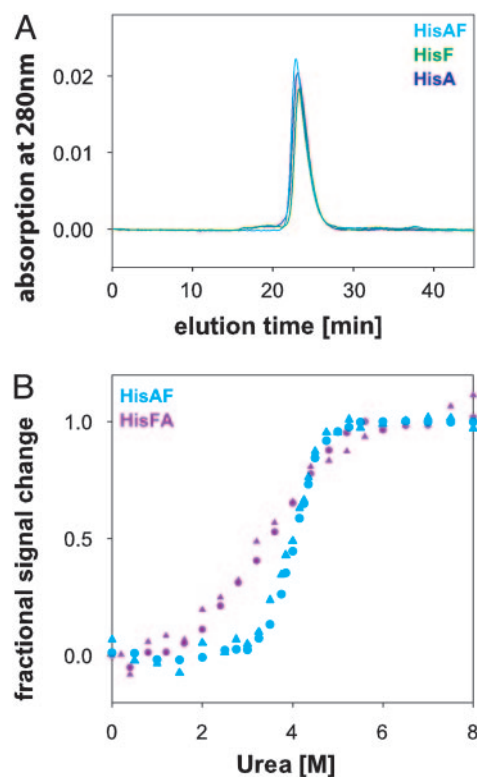 A
HisAF
HisF
HisA
absorption at 280nm
0.02
0.01
0.00
0 10 20 30 40
elution time [min]
B
HisAF
HisFA
fractional signal change
1.0
0.5
0.0
0 2 4 6 8
Urea [M]